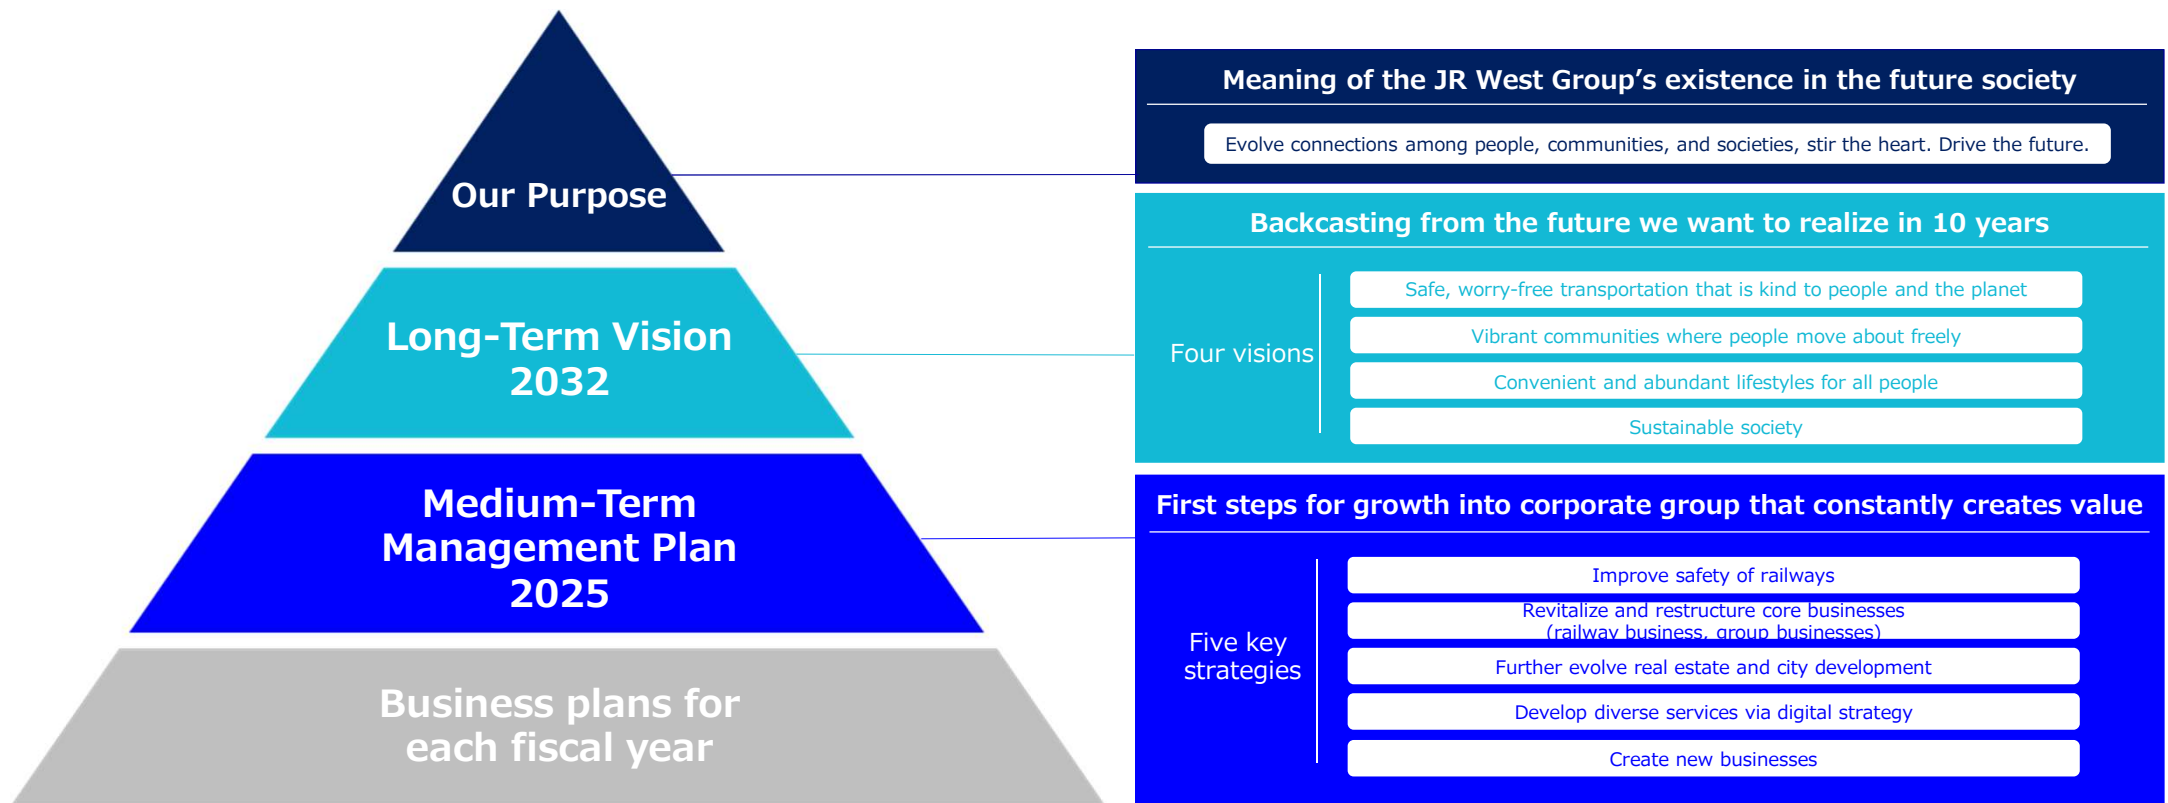 Our Purpose
Long-Term Vision
2032
Medium-Term
Management Plan
2025
Business plans for
each fiscal year
Meaning of the JR West Group’s existence in the future society
Evolve connections among people, communities, and societies, stir the heart. Drive the future.
Backcasting from the future we want to realize in 10 years
Four visions
Safe, worry-free transportation that is kind to people and the planet
Vibrant communities where people move about freely
Convenient and abundant lifestyles for all people
Sustainable society
First steps for growth into corporate group that constantly creates value
Five key
strategies
Improve safety of railways
Revitalize and restructure core businesses
(railway business, group businesses)
Further evolve real estate and city development
Develop diverse services via digital strategy
Create new businesses